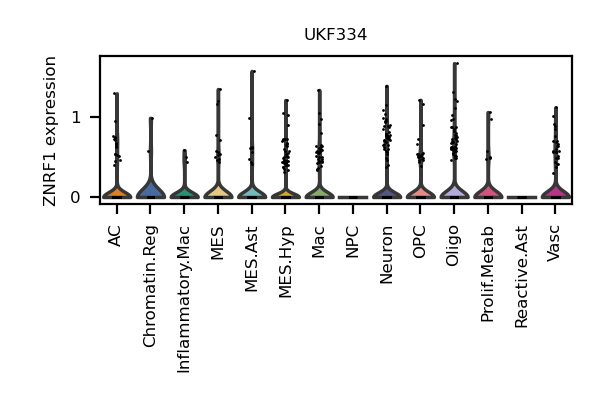 UKF334
ZNRF1 expression
1
0
AC
Chromatin.Reg
Inflammatory.Mac
MES
MES.Ast
MES.Hyp
Mac
NPC
Neuron
OPC
Oligo
Prolif.Metab
Reactive.Ast
Vasc